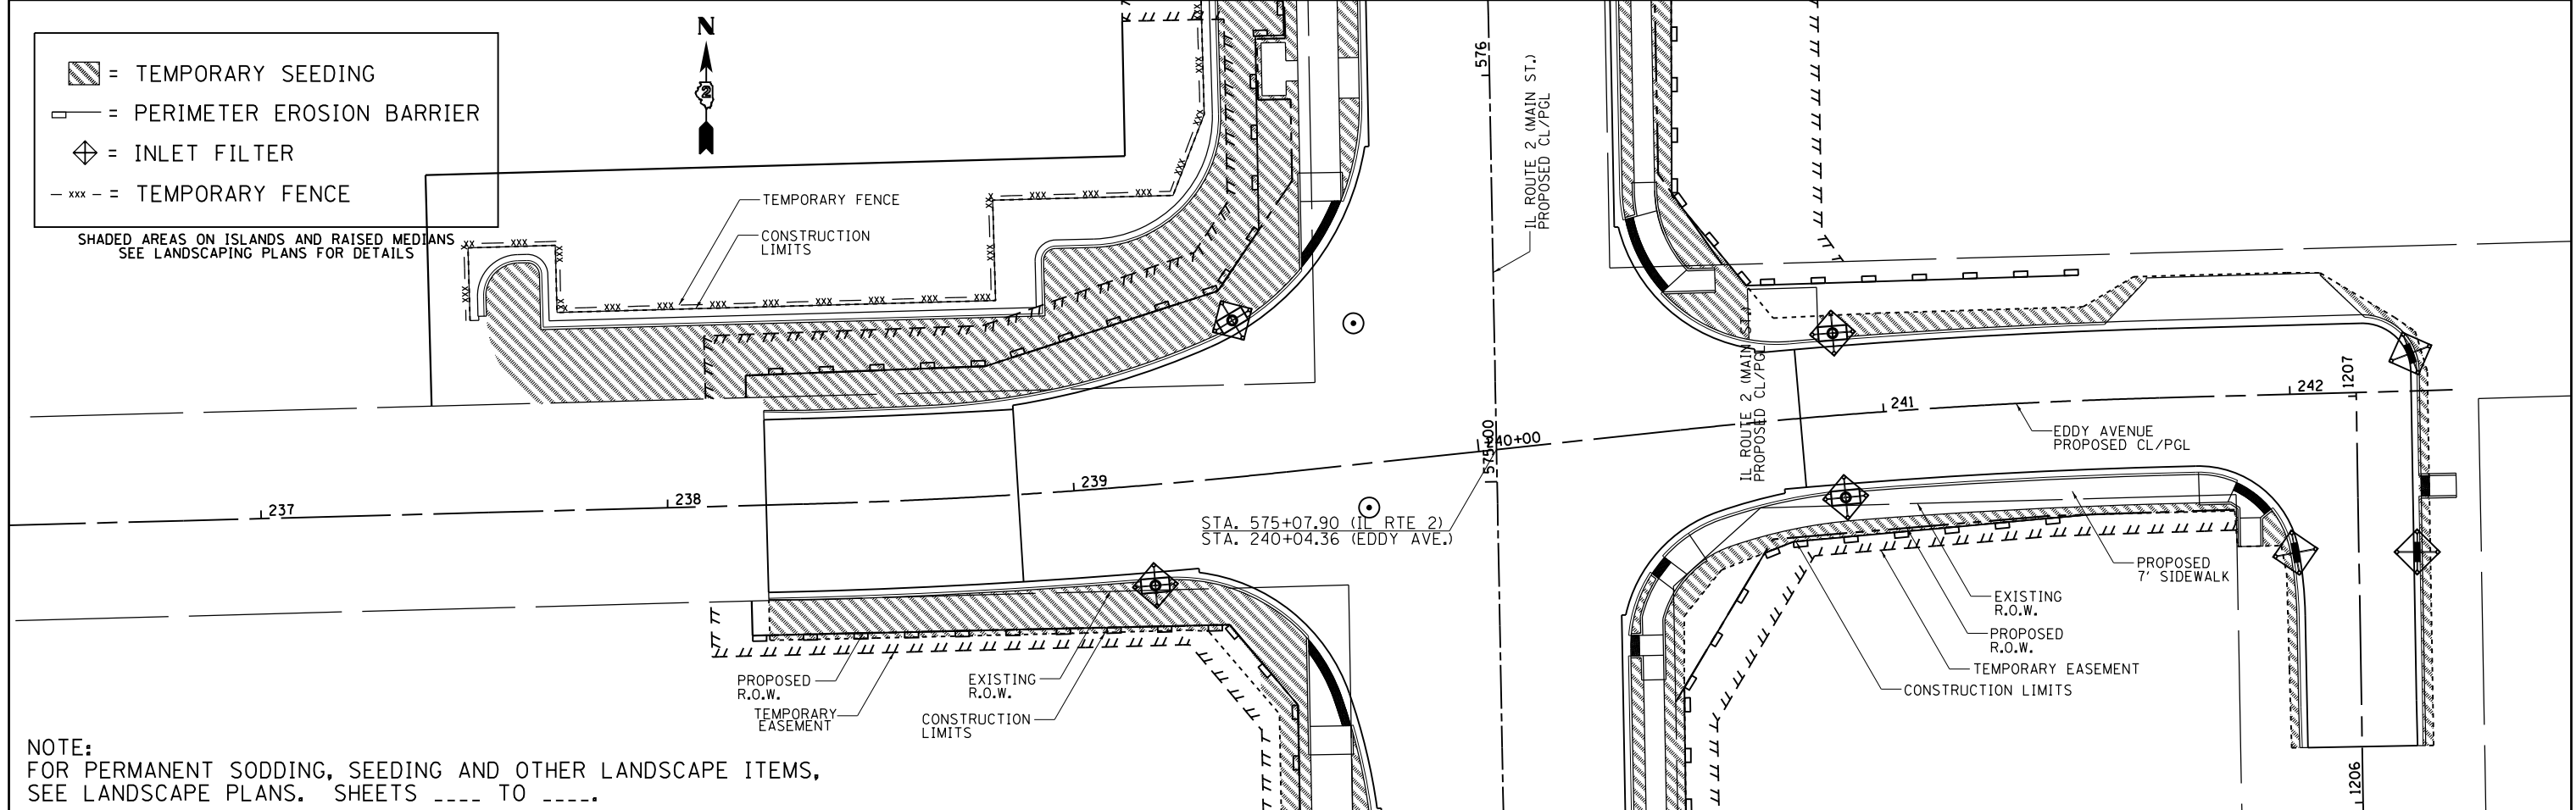 = TEMPORARY SEEDING
= PERIMETER EROSION BARRIER
= INLET FILTER
- xxx - = TEMPORARY FENCE
SHADED AREAS ON ISLANDS AND RAISED MEDIANS
SEE LANDSCAPING PLANS FOR DETAILS
N
2
TEMPORARY FENCE
CONSTRUCTION
LIMITS
576
IL ROUTE 2 (MAIN ST.)
PROPOSED CL/PGL
IL ROUTE 2 (MAIN ST.)
PROPOSED CL/PGL
237
238
239
575+00
240+00
241
242
1207
EDDY AVENUE
PROPOSED CL/PGL
STA. 575+07.90 (IL RTE 2)
STA. 240+04.36 (EDDY AVE.)
PROPOSED
7' SIDEWALK
EXISTING
R.O.W.
PROPOSED
R.O.W.
TEMPORARY EASEMENT
CONSTRUCTION LIMITS
PROPOSED
R.O.W.
TEMPORARY
EASEMENT
EXISTING
R.O.W.
CONSTRUCTION
LIMITS
1206
NOTE:
FOR PERMANENT SODDING, SEEDING AND OTHER LANDSCAPE ITEMS,
SEE LANDSCAPE PLANS. SHEETS ____ TO ____.